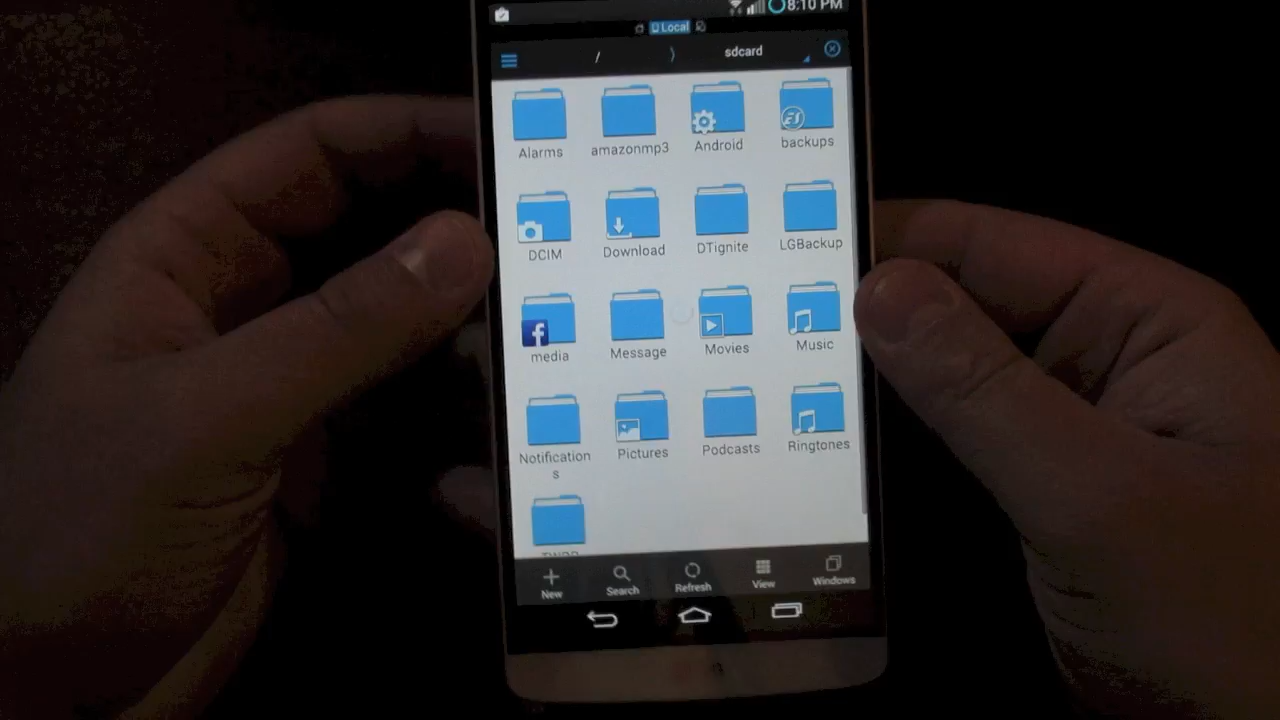 8:10 PM
Local
/ sdcard
Alarms amazonmp3 Android backups
DCIM Download DTignite LGBackup
media Message Movies Music
Notification
s
Pictures Podcasts Ringtones
New Search Refresh View Windows